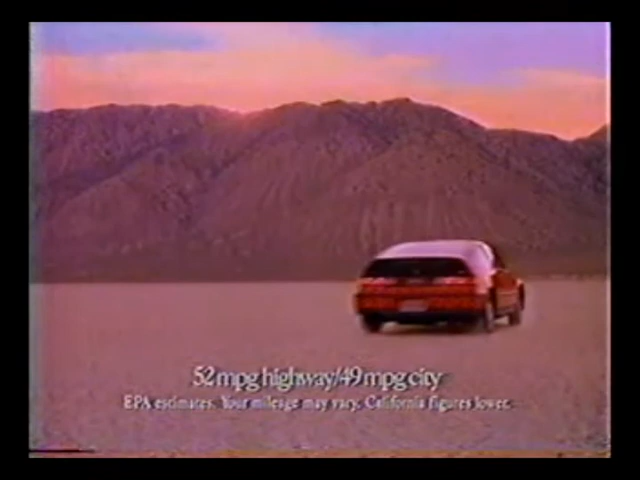 52 mpg highway/49 mpg city
EPA estimates. Your mileage may vary. California figures lower.